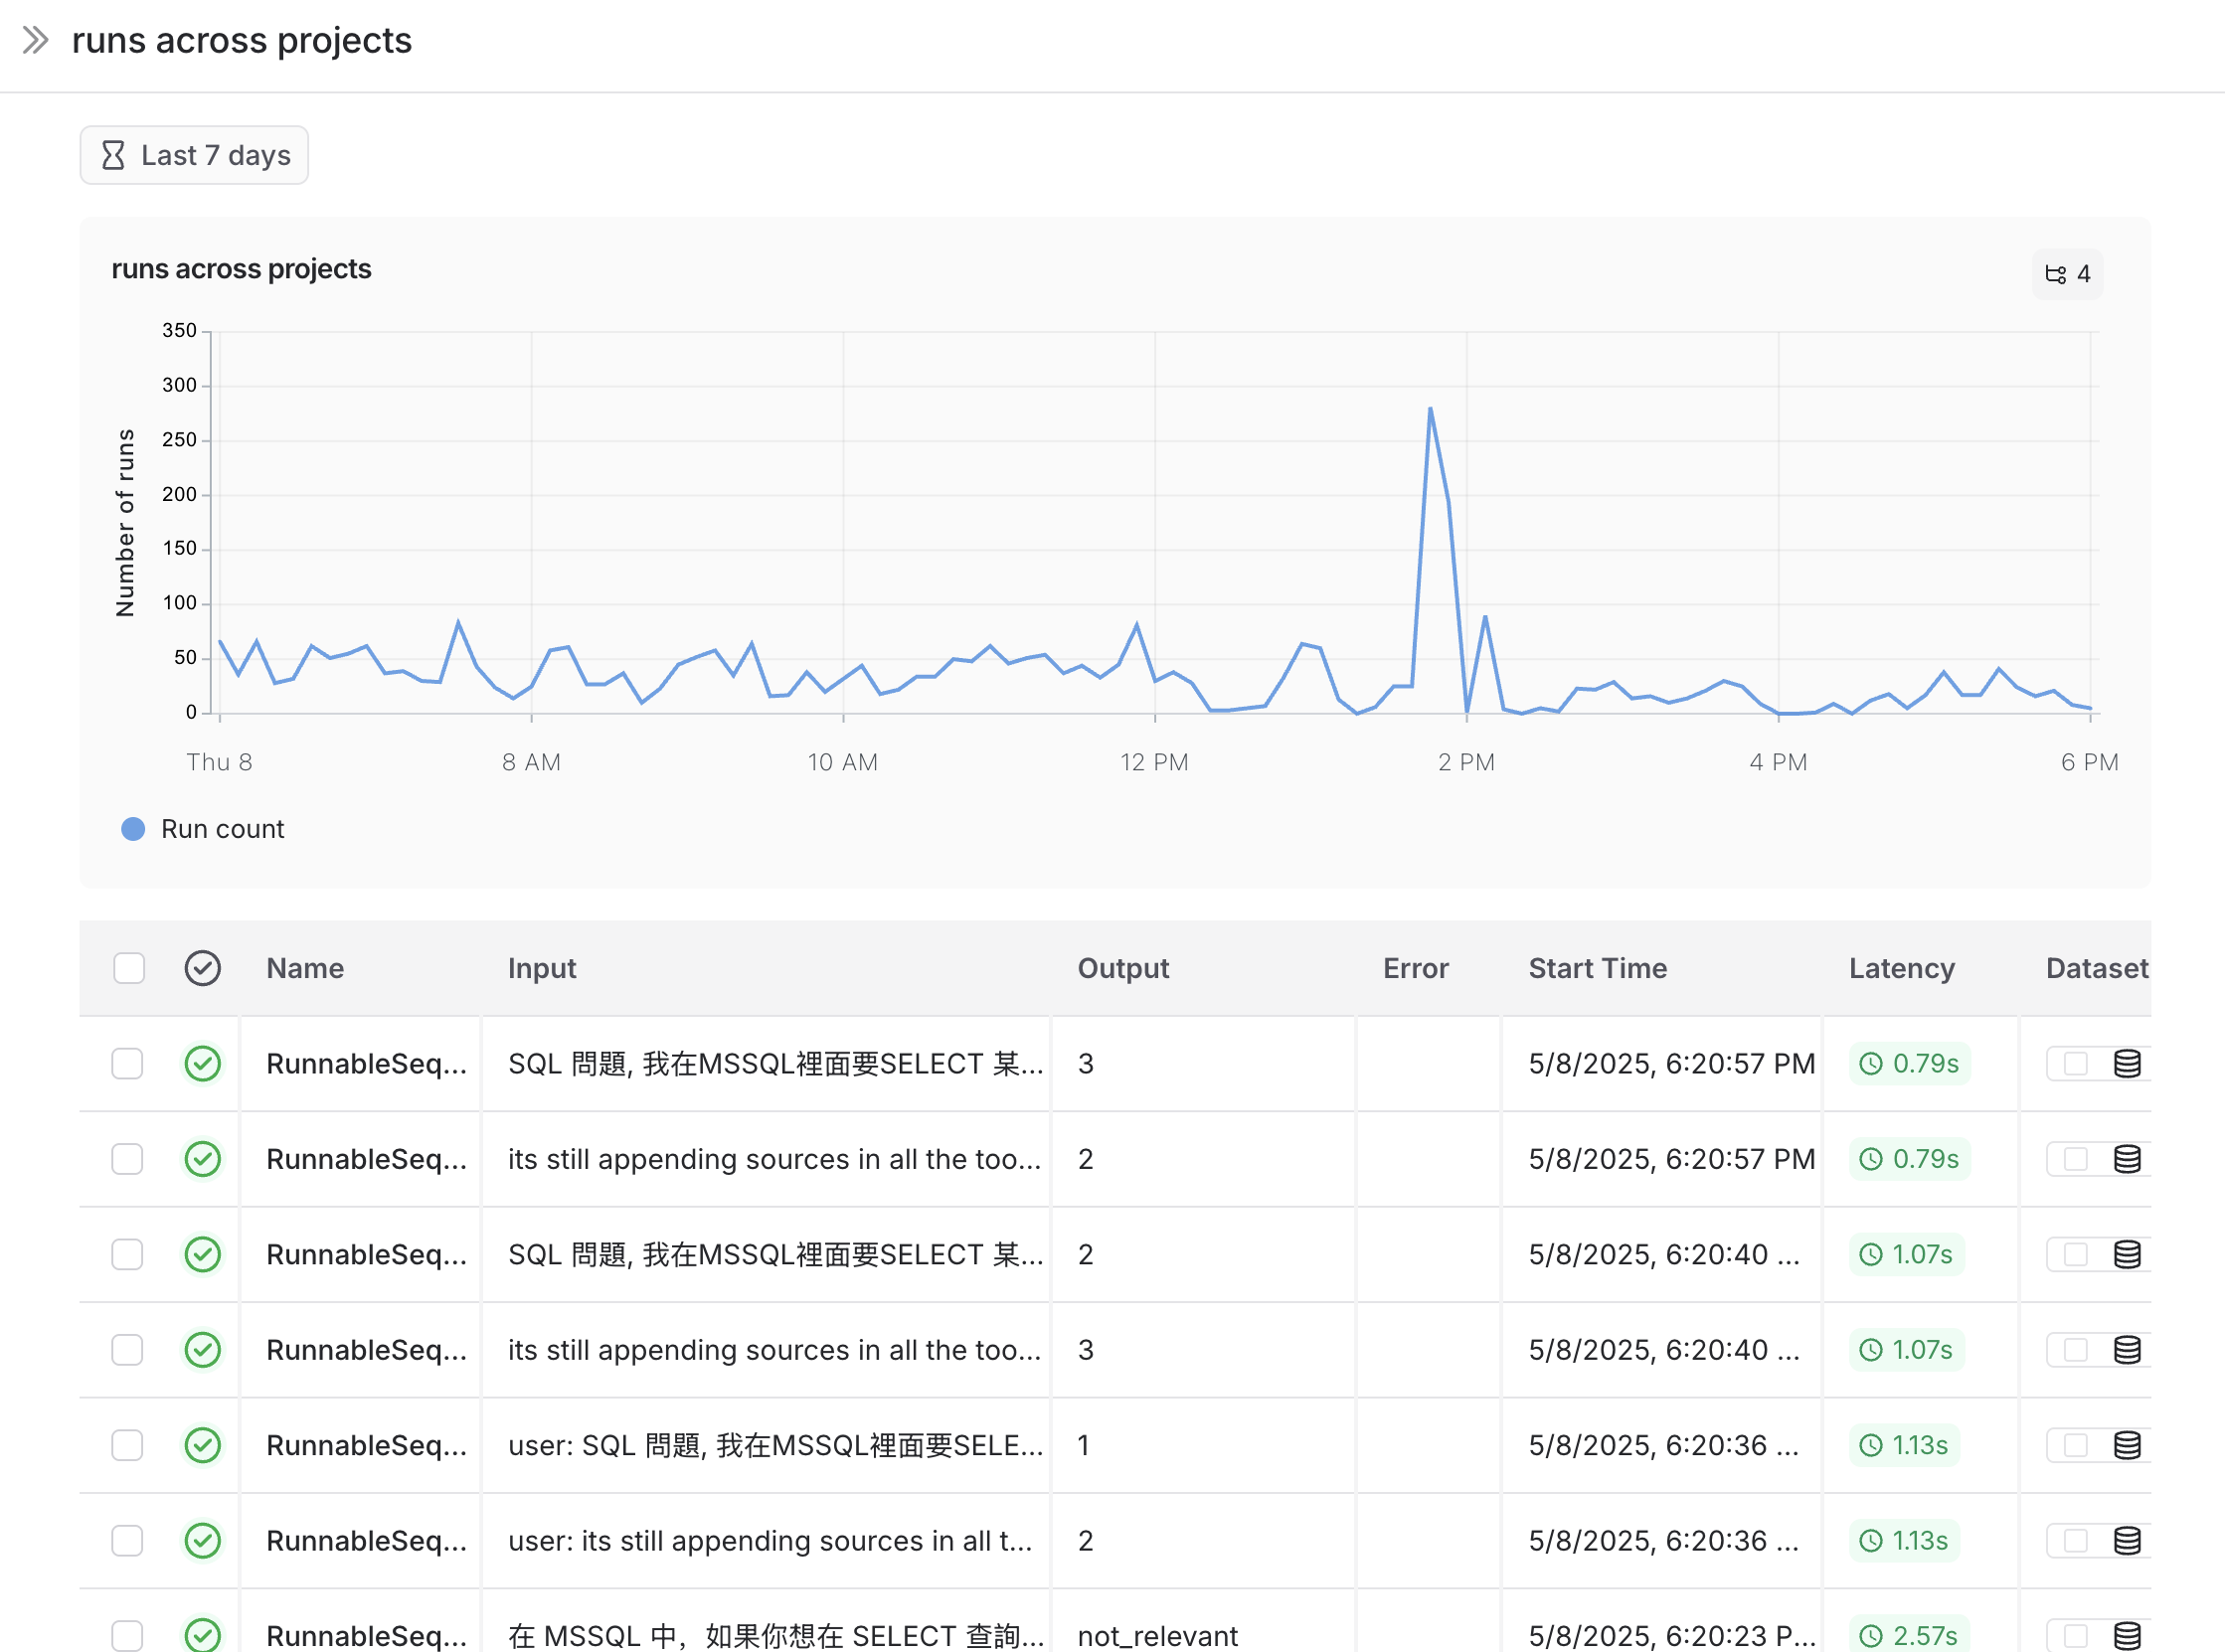 runs across projects
Last 7 days
runs across projects
4
350
300
250
200
150
100
50
0
Number of runs
Thu 8 8 AM 10 AM 12 PM 2 PM 4 PM 6 PM
Run count
Name Input Output Error Start Time Latency Dataset
RunnableSeq... SQL 問題, 我在MSSQL裡面要SELECT 某... 3 5/8/2025, 6:20:57 PM 0.79s
RunnableSeq... its still appending sources in all the too... 2 5/8/2025, 6:20:57 PM 0.79s
RunnableSeq... SQL 問題, 我在MSSQL裡面要SELECT 某... 2 5/8/2025, 6:20:40 ... 1.07s
RunnableSeq... its still appending sources in all the too... 3 5/8/2025, 6:20:40 ... 1.07s
RunnableSeq... user: SQL 問題, 我在MSSQL裡面要SELE... 1 5/8/2025, 6:20:36 ... 1.13s
RunnableSeq... user: its still appending sources in all t... 2 5/8/2025, 6:20:36 ... 1.13s
RunnableSeq... 在 MSSQL 中，如果你想在 SELECT 查詢... not_relevant 5/8/2025, 6:20:23 P... 2.57s